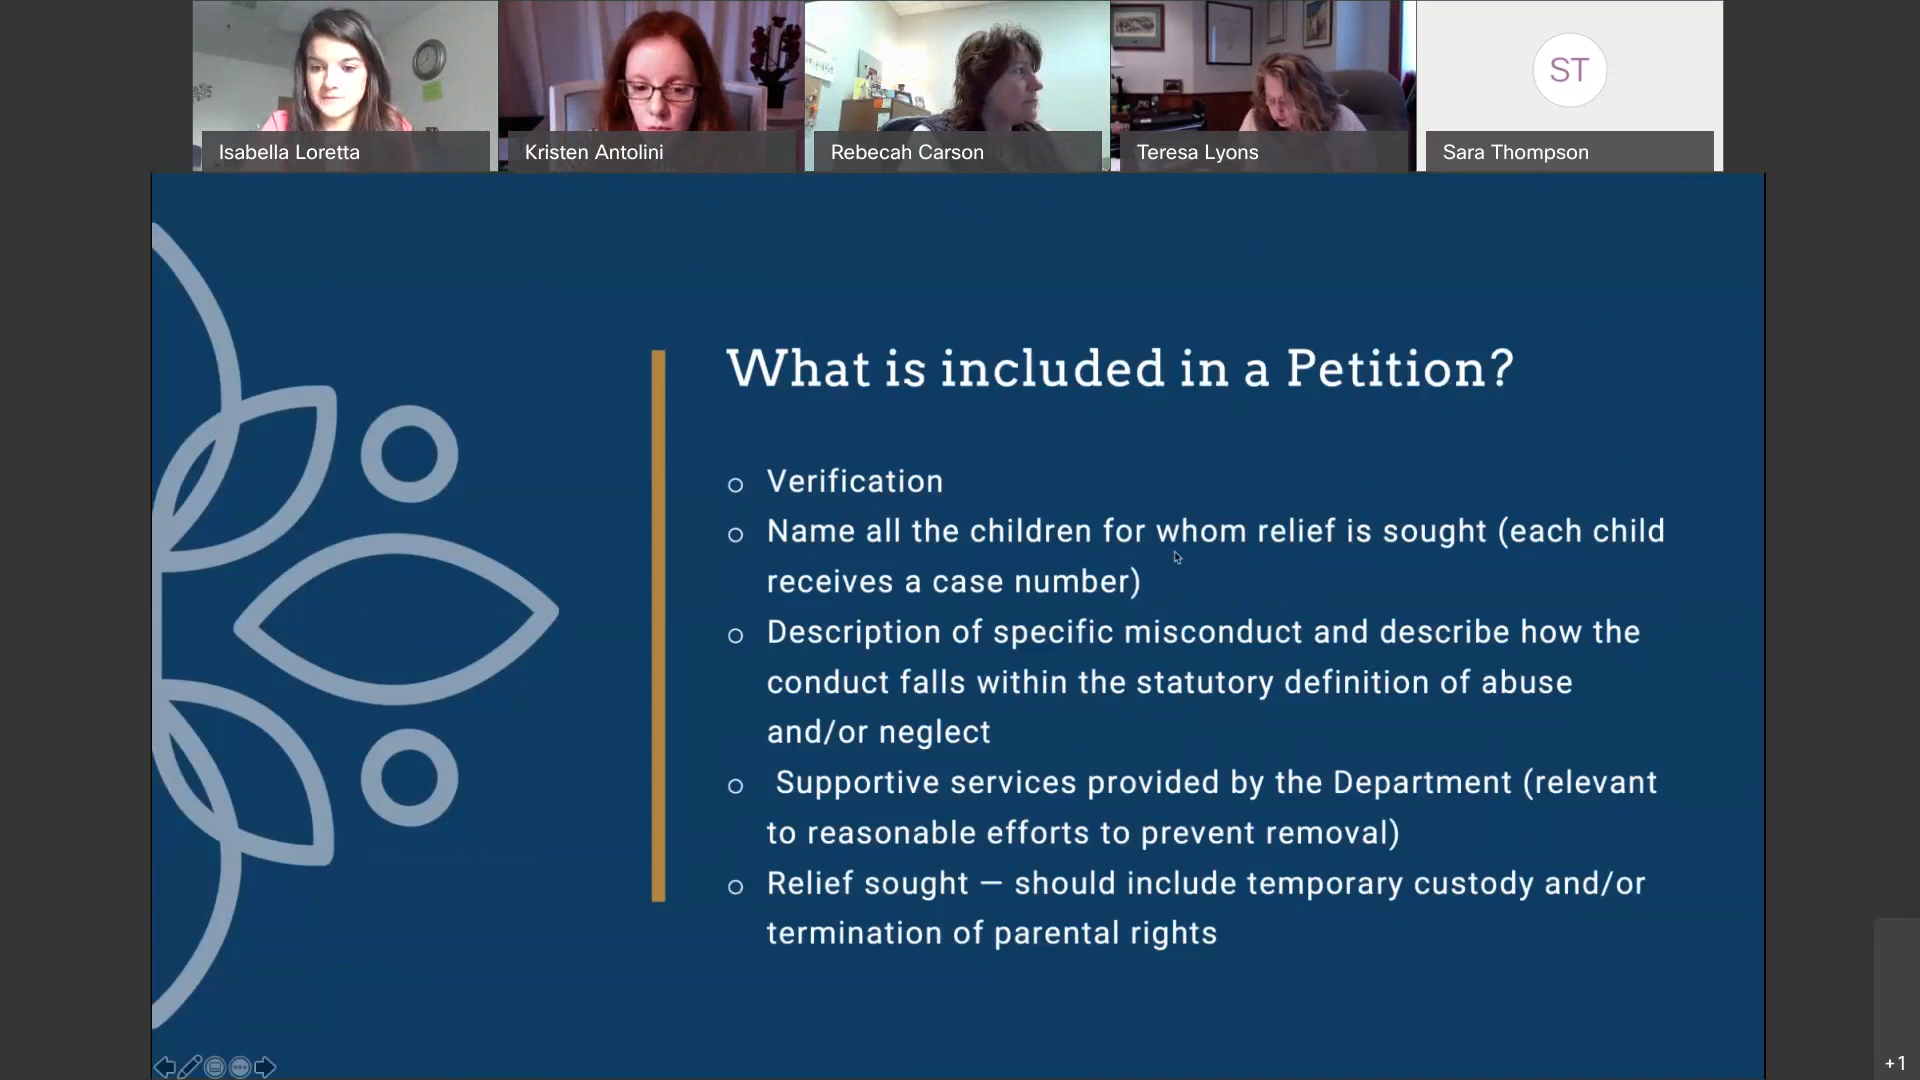 Isabella Loretta
Kristen Antolini
Rebecah Carson
Teresa Lyons
ST
Sara Thompson
What is included in a Petition?
Verification
Name all the children for whom relief is sought (each child
receives a case number)
Description of specific misconduct and describe how the
conduct falls within the statutory definition of abuse
and/or neglect
Supportive services provided by the Department (relevant
to reasonable efforts to prevent removal)
Relief sought — should include temporary custody and/or
termination of parental rights
+1